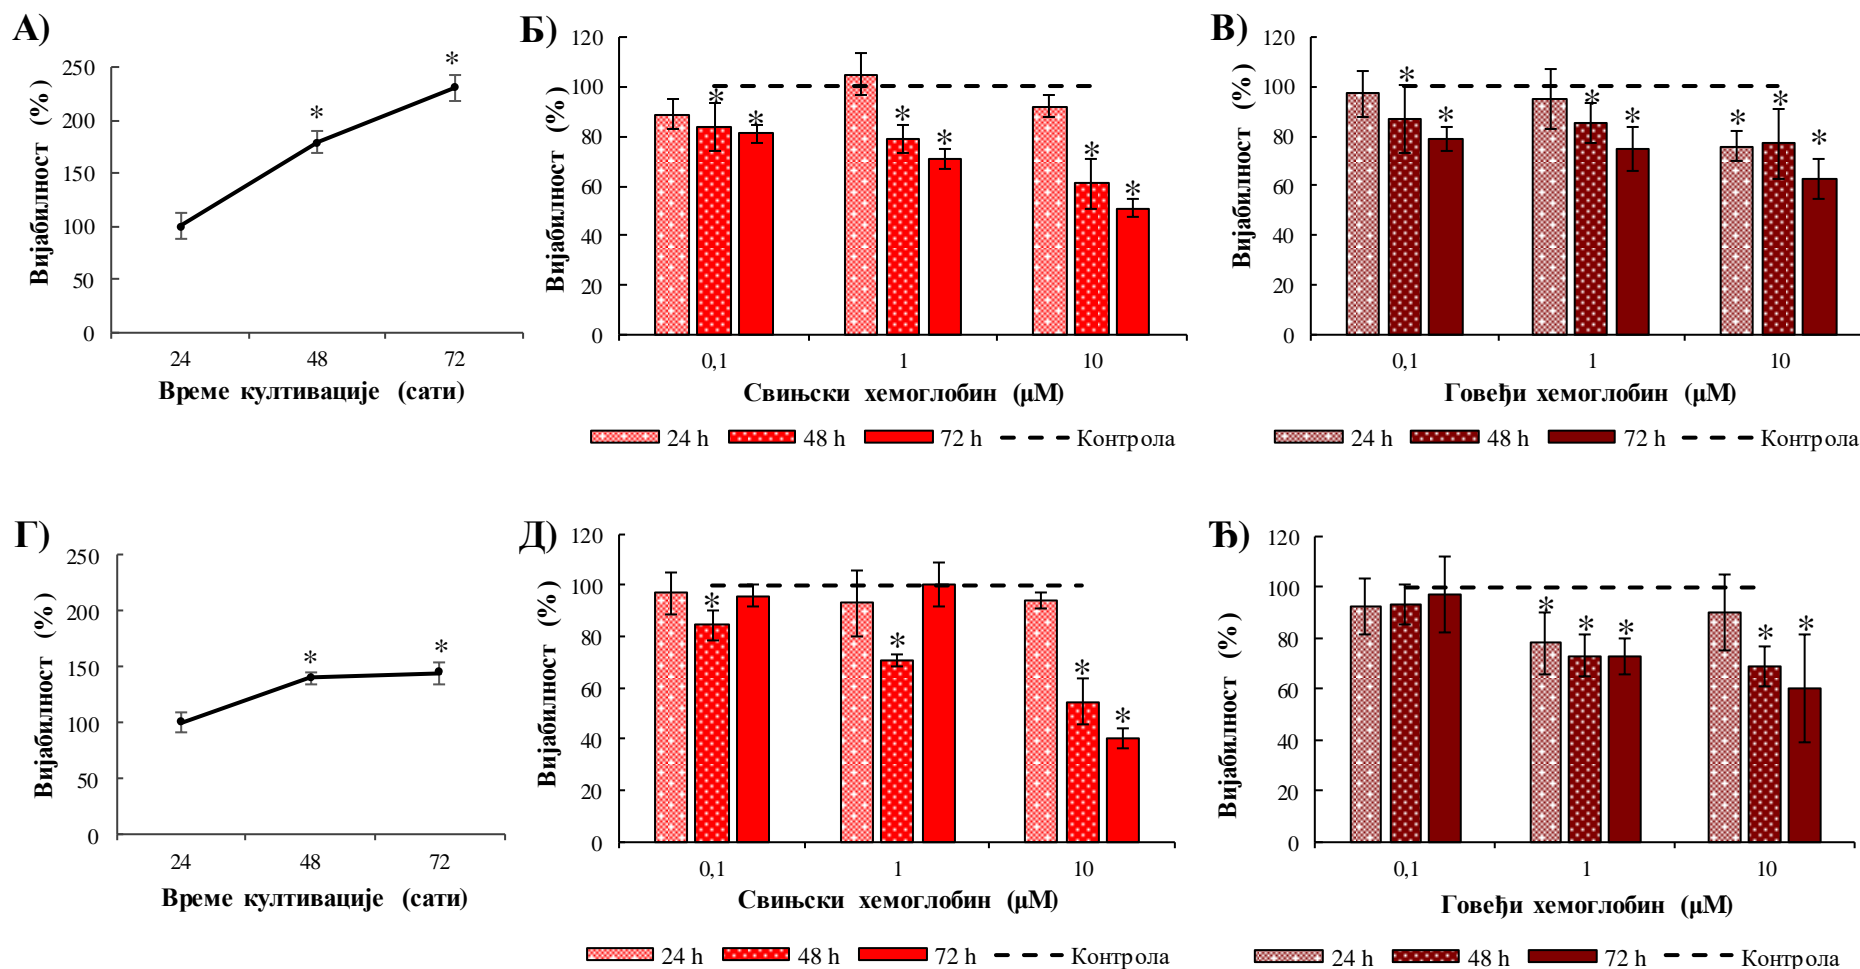 А)
250
200
150
100
50
0
Вијабилност (%)
*
*
24 48 72
Време култивације (сати)
Б)
120
100
80
60
40
20
0
Вијабилност (%)
* * * * * *
0,1 1 10
Свињски хемоглобин (μМ)
24 h 48 h 72 h Контрола
В)
120
100
80
60
40
20
0
Вијабилност (%)
* * * * * *
0,1 1 10
Говеђи хемоглобин (μМ)
24 h 48 h 72 h Контрола
Г)
250
200
150
100
50
0
Вијабилност (%)
* *
24 48 72
Време култивације (сати)
Д)
120
100
80
60
40
20
0
Вијабилност (%)
* * * *
0,1 1 10
Свињски хемоглобин (μМ)
24 h 48 h 72 h Контрола
Ђ)
120
100
80
60
40
20
0
Вијабилност (%)
* * * * *
0,1 1 10
Говеђи хемоглобин (μМ)
24 h 48 h 72 h Контрола